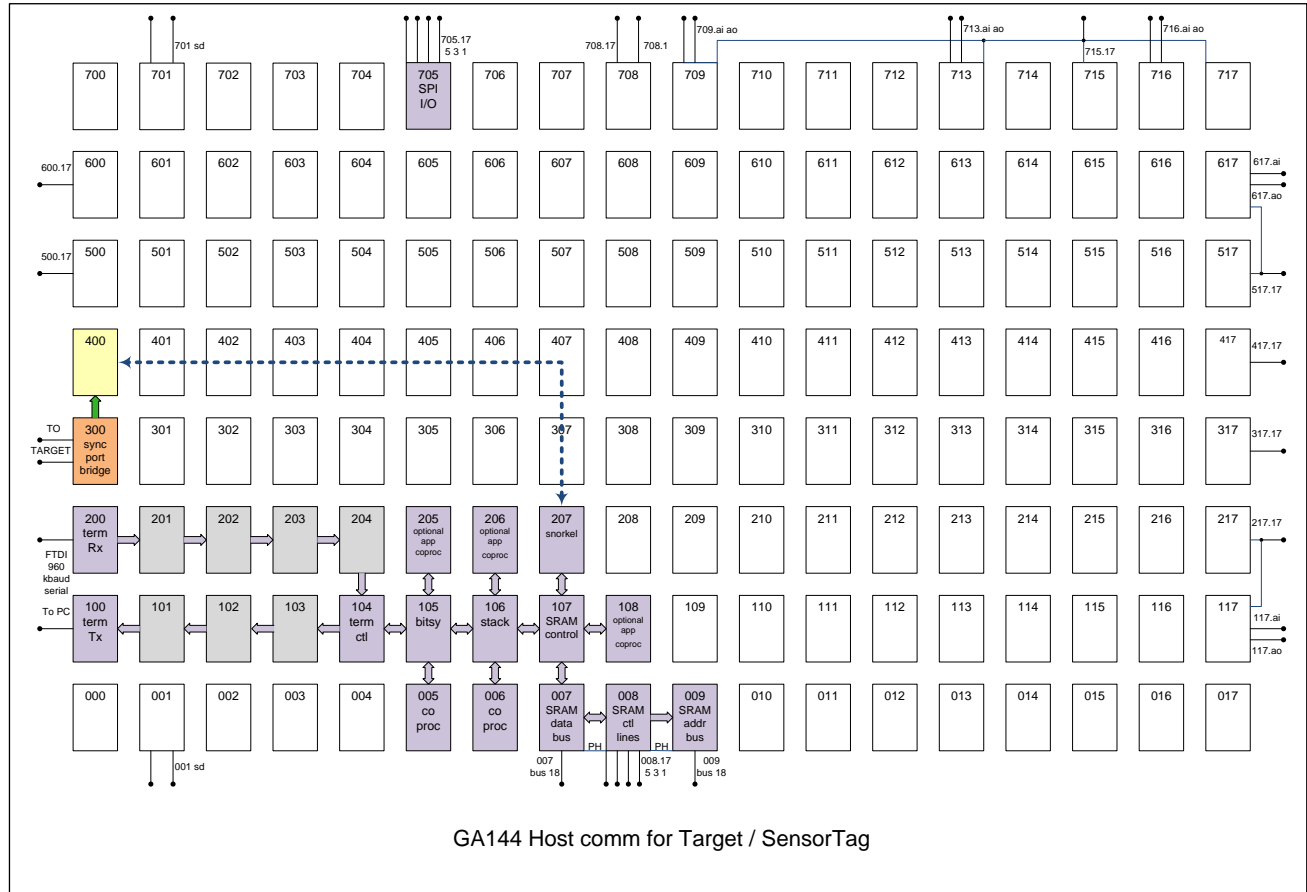 701 sd
705.17
5 3 1
708.17
708.1
709.ai ao
713.ai ao
715.17
716.ai ao
700
701
702
703
704
705
SPI
I/O
706
707
708
709
710
711
712
713
714
715
716
717
600.17
600
601
602
603
604
605
606
607
608
609
610
611
612
613
614
615
616
617
617.ai
617.ao
500.17
500
501
502
503
504
505
506
507
508
509
510
511
512
513
514
515
516
517
517.17
400
401
402
403
404
405
406
407
408
409
410
411
412
413
414
415
416
417
417.17
TO
TARGET
300
sync
port
bridge
301
302
303
304
305
306
307
308
309
310
311
312
313
314
315
316
317
317.17
FTDI
960
kbaud
serial
200
term
Rx
201
202
203
204
205
optional
app
coproc
206
optional
app
coproc
207
snorkel
208
209
210
211
212
213
214
215
216
217
217.17
To PC
100
term
Tx
101
102
103
104
term
ctl
105
bitsy
106
stack
107
SRAM
control
108
optional
app
coproc
109
110
111
112
113
114
115
116
117
117.ai
117.ao
000
001
002
003
004
005
co
proc
006
co
proc
007
SRAM
data
bus
008
SRAM
ctl
lines
009
SRAM
addr
bus
010
011
012
013
014
015
016
017
PH
PH
001 sd
007
bus 18
008.17
5 3 1
009
bus 18
GA144 Host comm for Target / SensorTag